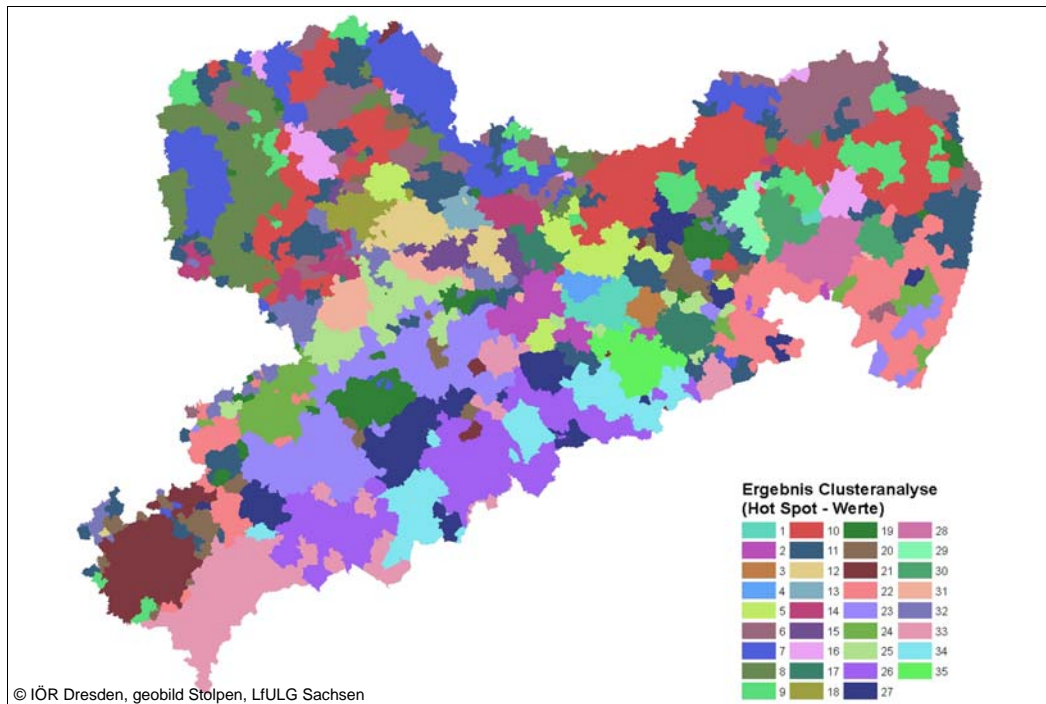 Ergebnis Clusteranalyse
(Hot Spot - Werte)
1 10 19 28
2 11 20 29
3 12 21 30
4 13 22 31
5 14 23 32
6 15 24 33
7 16 25 34
8 17 26 35
9 18 27
© IÖR Dresden, geobild Stolpen, LfULG Sachsen